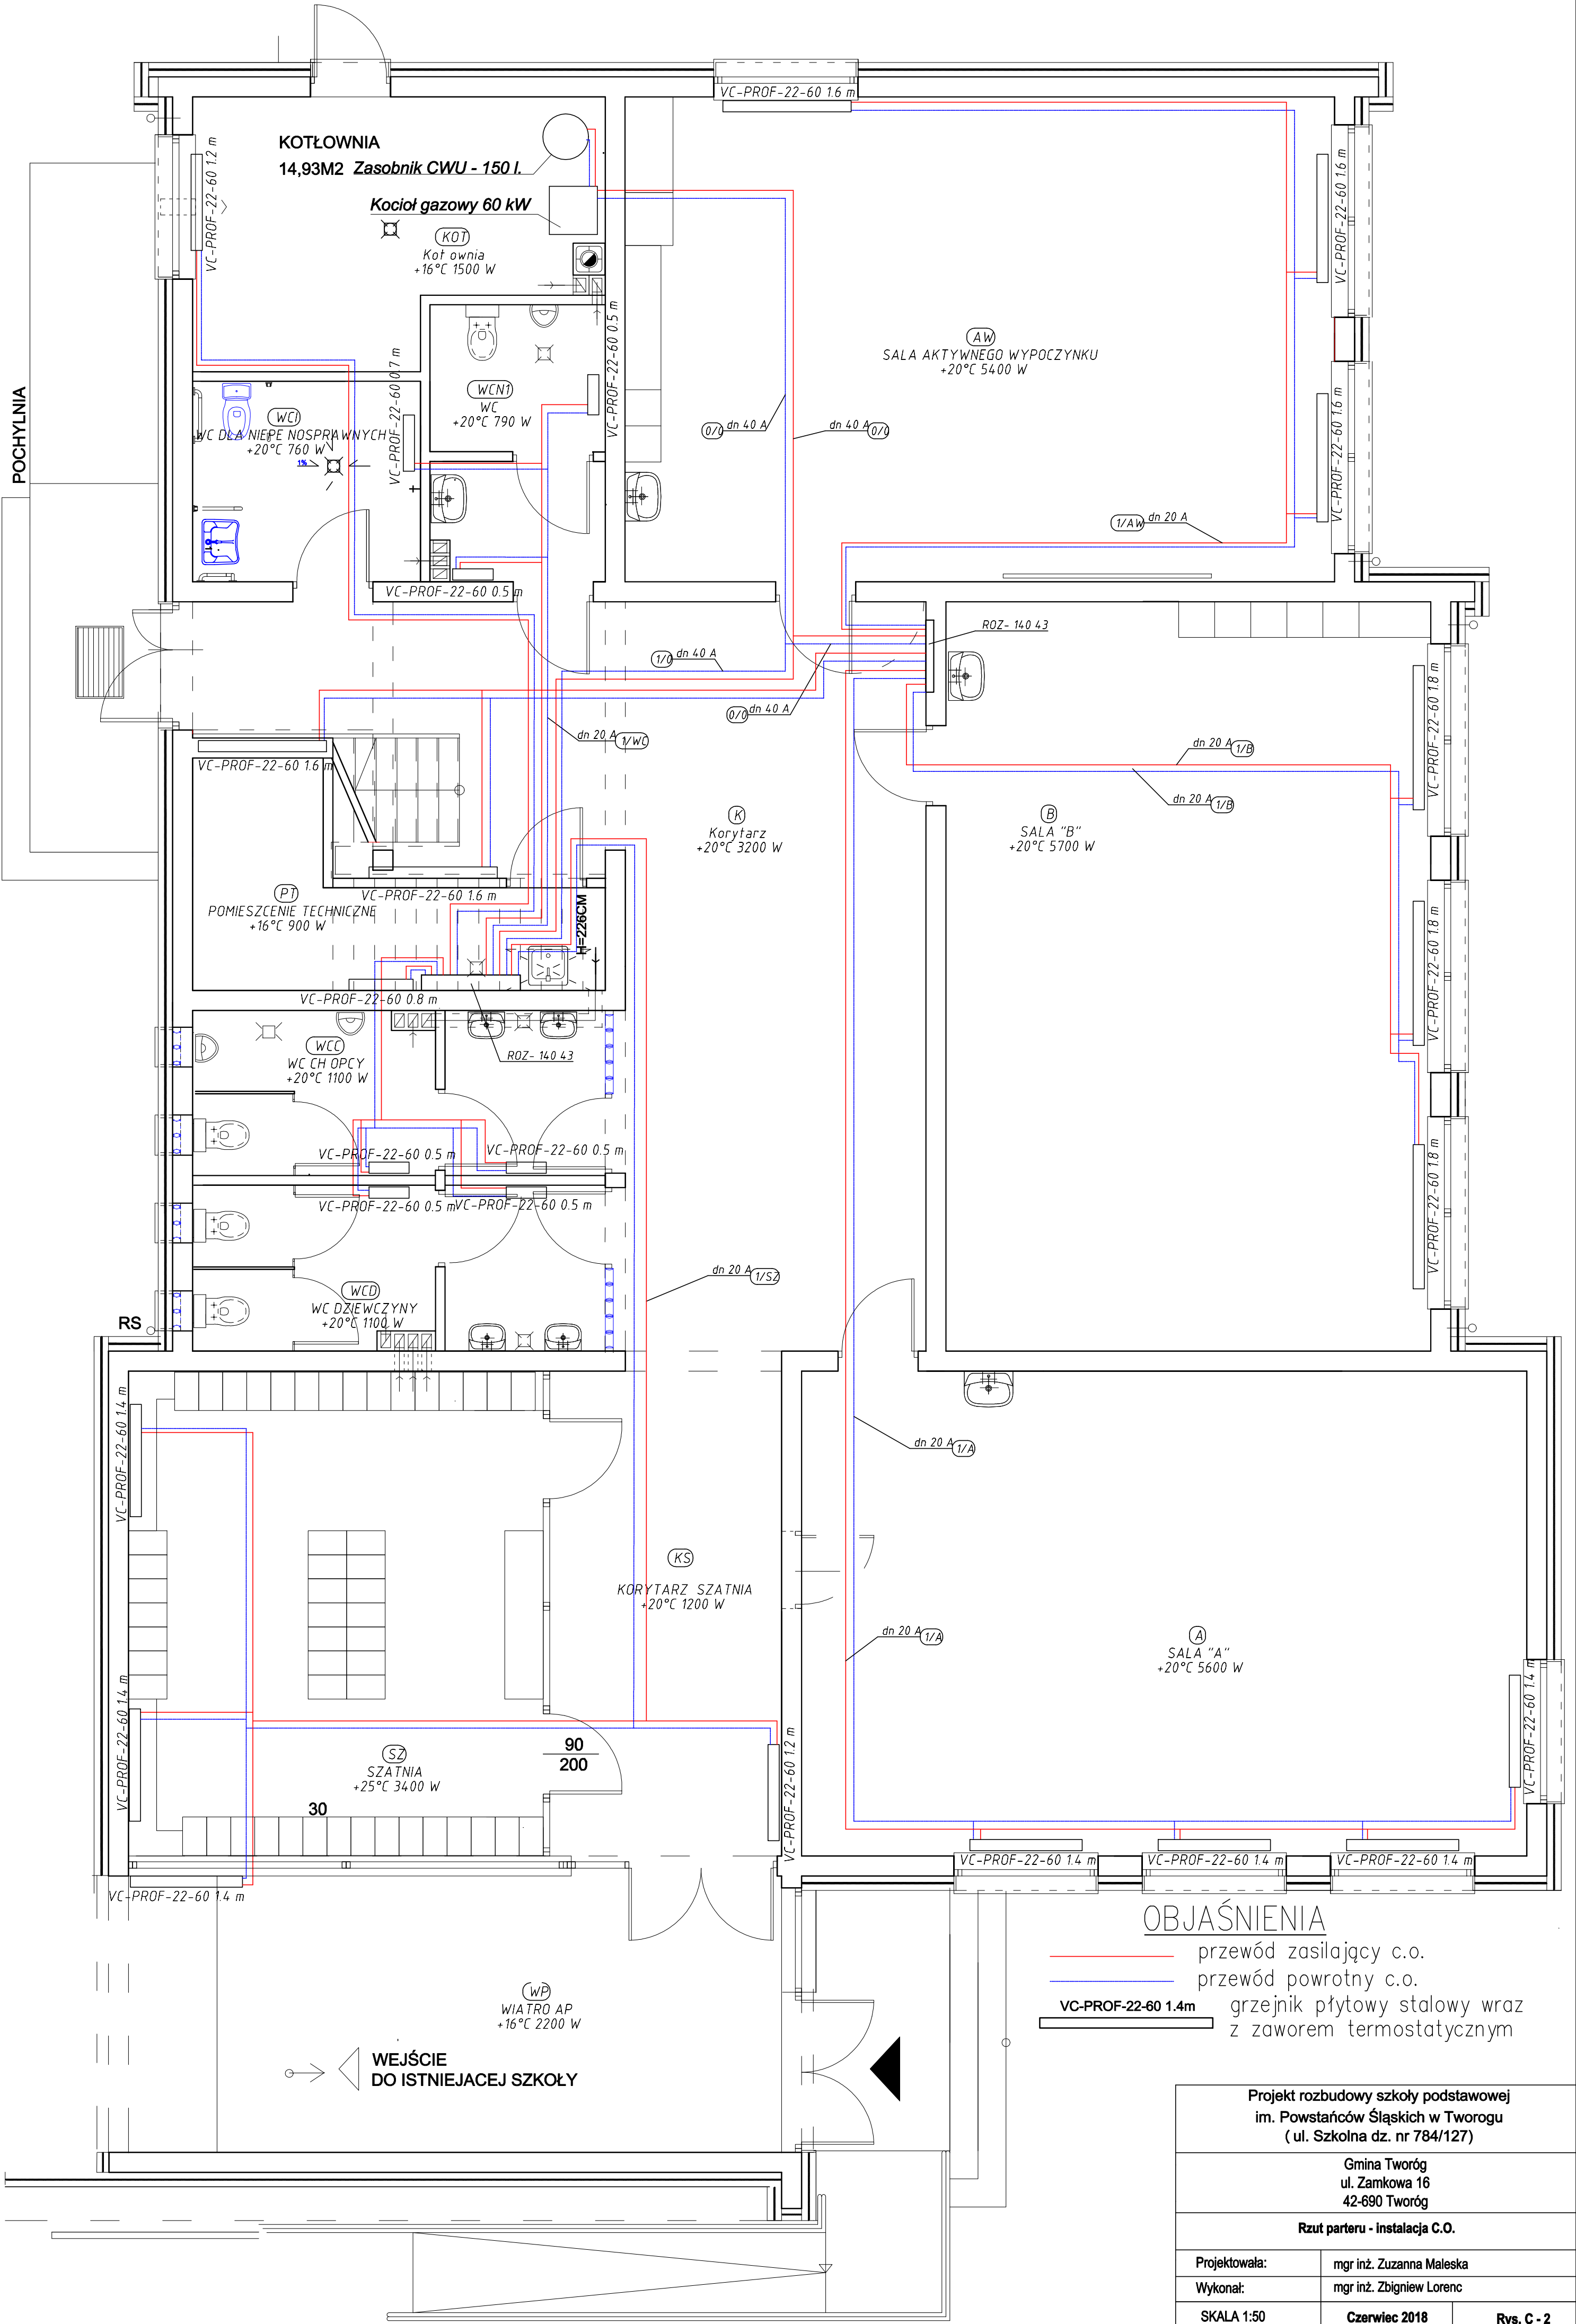 VC-PROF-22-60 1.6 m
KOTŁOWNIA
14,93M2 Zasobnik CWU - 150 l.
Kocioł gazowy 60 kW
VC-PROF-22-60 1.2 m
KOT
Kot ownia
+16°C 1500 W
VC-PROF-22-60 1.6 m
AW
SALA AKTYWNEGO WYPOCZYNKU
+20°C 5400 W
VC-PROF-22-60 0.5 m
VC-PROF-22-60 0.7 m
WCN1
WC
+20°C 790 W
POCHYLNIA
WCI
WC DLA NIEPE NOSPRAWNYCH
+20°C 760 W
1%
0/0 dn 40 A
dn 40 A 0/0
VC-PROF-22-60 1.6 m
1/AW dn 20 A
VC-PROF-22-60 0.5 m
ROZ- 140 43
1/0 dn 40 A
0/0 dn 40 A
dn 20 A 1/WC
VC-PROF-22-60 1.8 m
dn 20 A 1/B
dn 20 A 1/B
VC-PROF-22-60 1.6 m
K
Korytarz
+20°C 3200 W
B
SALA "B"
+20°C 5700 W
PT
POMIESZCENIE TECHNICZNE
+16°C 900 W
VC-PROF-22-60 1.6 m
H=226CM
VC-PROF-22-60 1.8 m
VC-PROF-22-60 0.8 m
ROZ- 140 43
WCC
WC CH OPCY
+20°C 1100 W
VC-PROF-22-60 0.5 m
VC-PROF-22-60 0.5 m
VC-PROF-22-60 0.5 m
VC-PROF-22-60 0.5 m
VC-PROF-22-60 1.8 m
dn 20 A 1/SZ
WCD
WC DZIEWCZYNY
+20°C 1100 W
RS
VC-PROF-22-60 1.4 m
dn 20 A 1/A
KS
KORYTARZ SZATNIA
+20°C 1200 W
dn 20 A 1/A
A
SALA "A"
+20°C 5600 W
VC-PROF-22-60 1.4 m
VC-PROF-22-60 1.4 m
VC-PROF-22-60 1.2 m
SZ
SZATNIA
+25°C 3400 W
90
200
30
VC-PROF-22-60 1.4 m
VC-PROF-22-60 1.4 m
VC-PROF-22-60 1.4 m
VC-PROF-22-60 1.4 m
OBJAŚNIENIA
przewód zasilający c.o.
przewód powrotny c.o.
VC-PROF-22-60 1.4m
grzejnik płytowy stalowy wraz
z zaworem termostatycznym
WP
WIATRO AP
+16°C 2200 W
WEJŚCIE
DO ISTNIEJACEJ SZKOŁY
Projekt rozbudowy szkoły podstawowej
im. Powstańców Śląskich w Tworogu
( ul. Szkolna dz. nr 784/127)
Gmina Tworóg
ul. Zamkowa 16
42-690 Tworóg
Rzut parteru - instalacja C.O.
Projektowała: mgr inż. Zuzanna Maleska
Wykonał: mgr inż. Zbigniew Lorenc
SKALA 1:50 Czerwiec 2018 Rys. C - 2